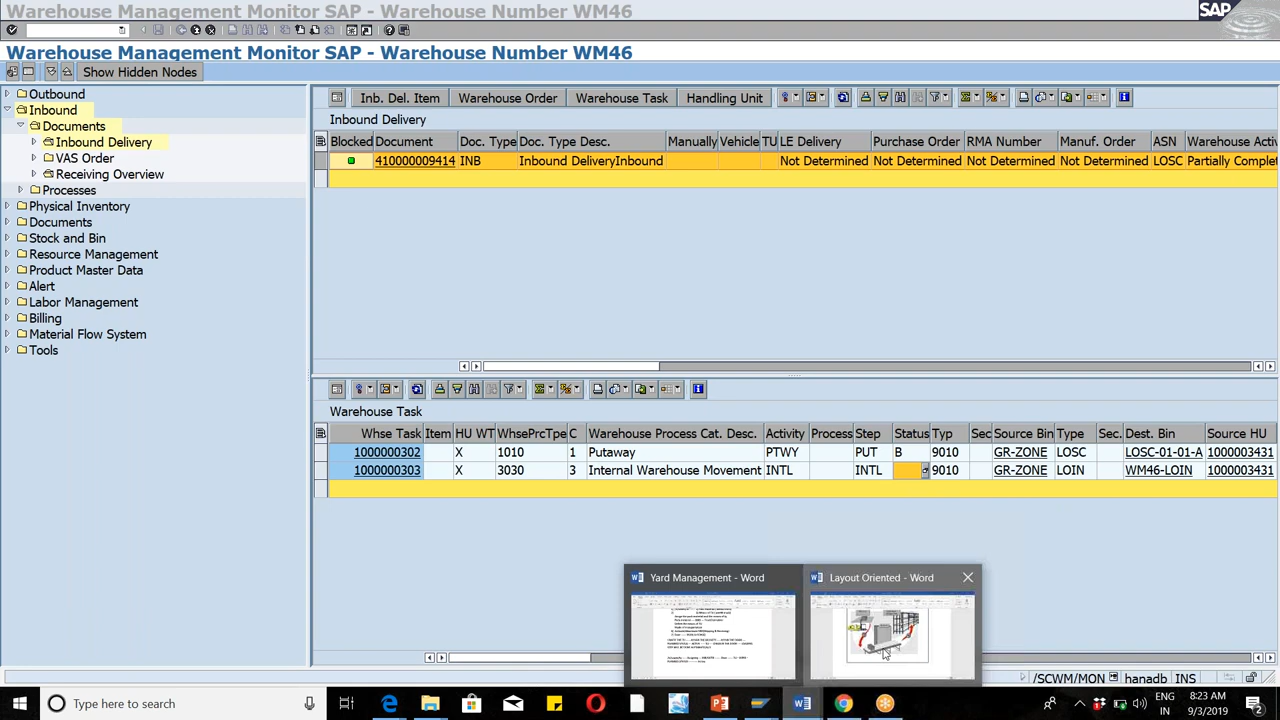 Warehouse Management Monitor SAP - Warehouse Number WM46
SAP
Warehouse Management Monitor SAP - Warehouse Number WM46
Show Hidden Nodes
Outbound
Inbound
Documents
Inbound Delivery
VAS Order
Receiving Overview
Processes
Physical Inventory
Documents
Stock and Bin
Resource Management
Product Master Data
Alert
Labor Management
Billing
Material Flow System
Tools
Inb. Del. Item Warehouse Order Warehouse Task Handling Unit
Inbound Delivery
Blocked Document Doc. Type Doc. Type Desc. Manually Vehicle TU LE Delivery Purchase Order RMA Number Manuf. Order ASN Warehouse Activ
410000009414 INB Inbound DeliveryInbound Not Determined Not Determined Not Determined Not Determined LOSC Partially Complet
Warehouse Task
Whse Task Item HU WT WhsePrcTpe C Warehouse Process Cat. Desc. Activity Process Step Status Typ Sec Source Bin Type Sec. Dest. Bin Source HU
1000000302 X 1010 1 Putaway PTWY PUT B 9010 GR-ZONE LOSC LOSC-01-01-A 1000003431
1000000303 X 3030 3 Internal Warehouse Movement INTL INTL 9010 GR-ZONE LOIN WM46-LOIN 1000003431
Yard Management - Word
Layout Oriented - Word
/SCWM/MON hanadb INS
Type here to search
ENG
IN
8:23 AM
9/3/2019
2